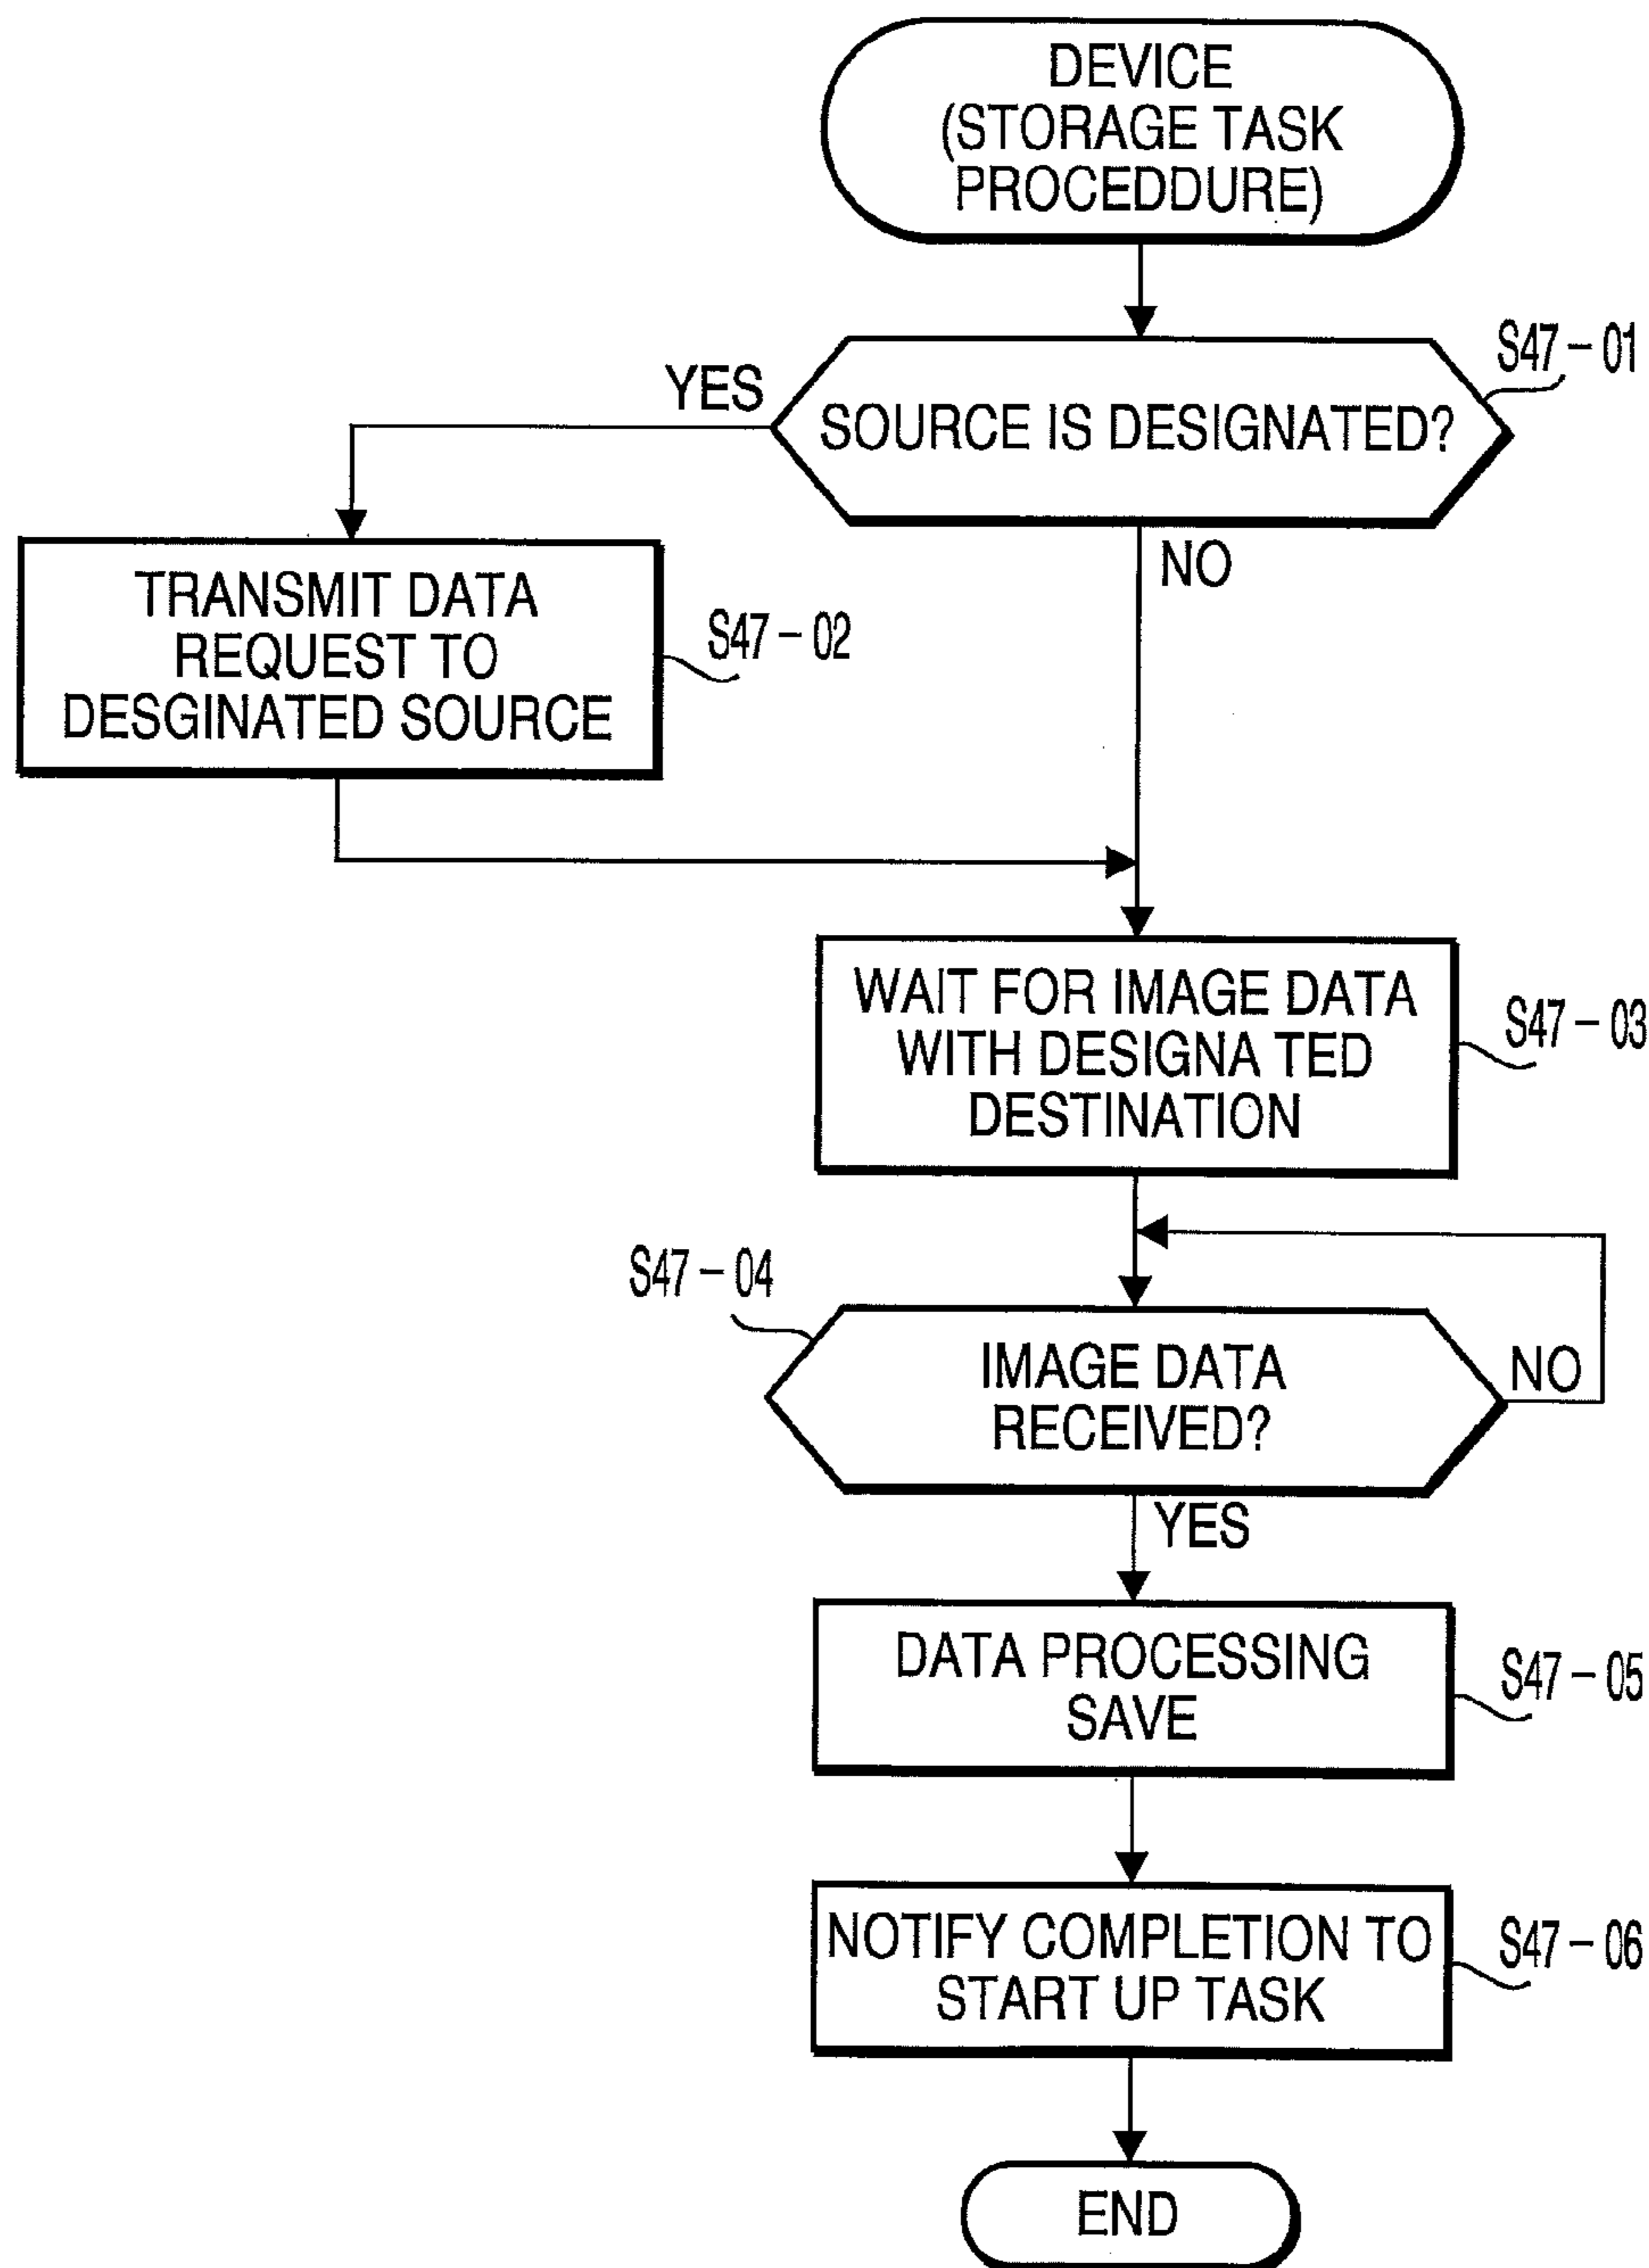 DEVICE
(STORAGE TASK
PROCEDDURE)
S47-01
YES
SOURCE IS DESIGNATED?
NO
TRANSMIT DATA
REQUEST TO
DESGINATED SOURCE
S47-02
WAIT FOR IMAGE DATA
WITH DESIGNA TED
DESTINATION
S47-03
S47-04
IMAGE DATA
RECEIVED?
NO
YES
DATA PROCESSING
SAVE
S47-05
NOTIFY COMPLETION TO
START UP TASK
S47-06
END